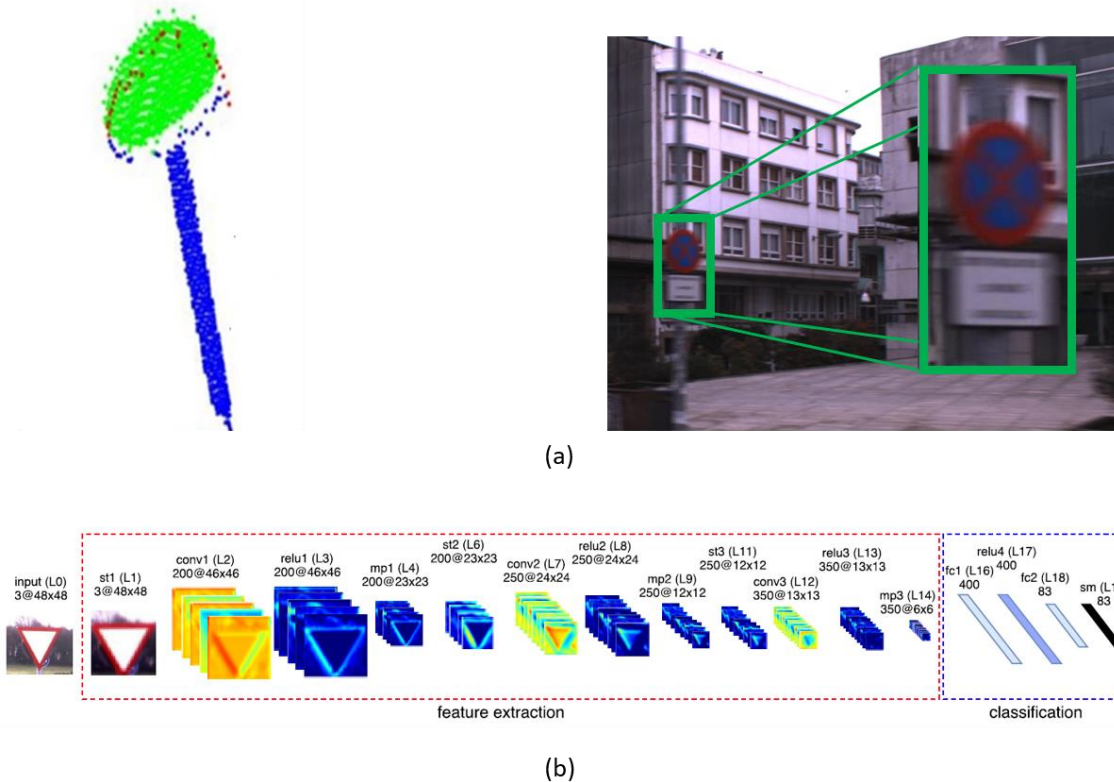 (a)
input (L0)
3@48x48
st1 (L1)
3@48x48
conv1 (L2)
200@46x46
relu1 (L3)
200@46x46
mp1 (L4)
200@23x23
st2 (L6)
200@23x23
conv2 (L7)
250@24x24
relu2 (L8)
250@24x24
mp2 (L9)
250@12x12
st3 (L11)
250@12x12
conv3 (L12)
350@13x13
relu3 (L13)
350@13x13
mp3 (L14)
350@6x6
fc1 (L16)
400
relu4 (L17)
400
fc2 (L18)
83
sm (L1
83
feature extraction
classification
(b)